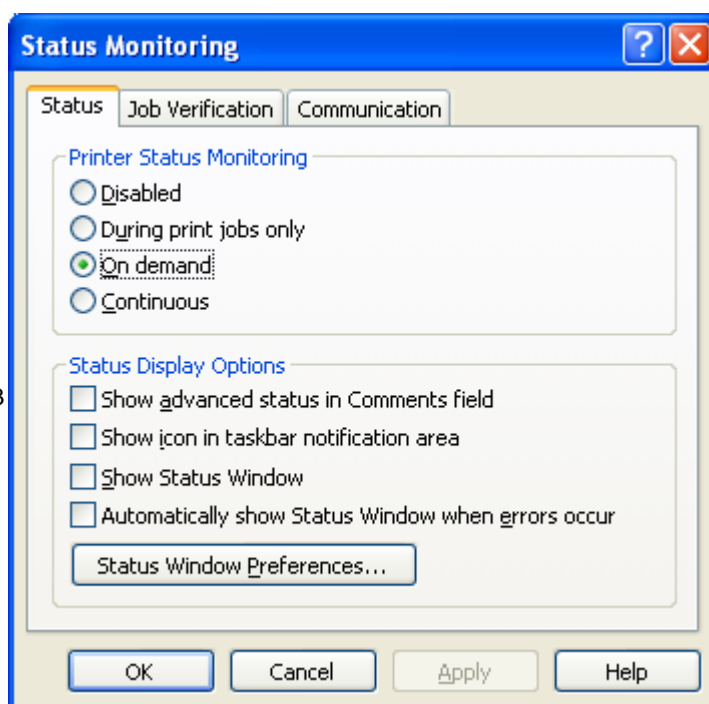 Status Monitoring
Status Job Verification Communication
Printer Status Monitoring
Disabled
During print jobs only
On demand
Continuous
Status Display Options
Show advanced status in Comments field
Show icon in taskbar notification area
Show Status Window
Automatically show Status Window when errors occur
Status Window Preferences...
OK Cancel Apply Help